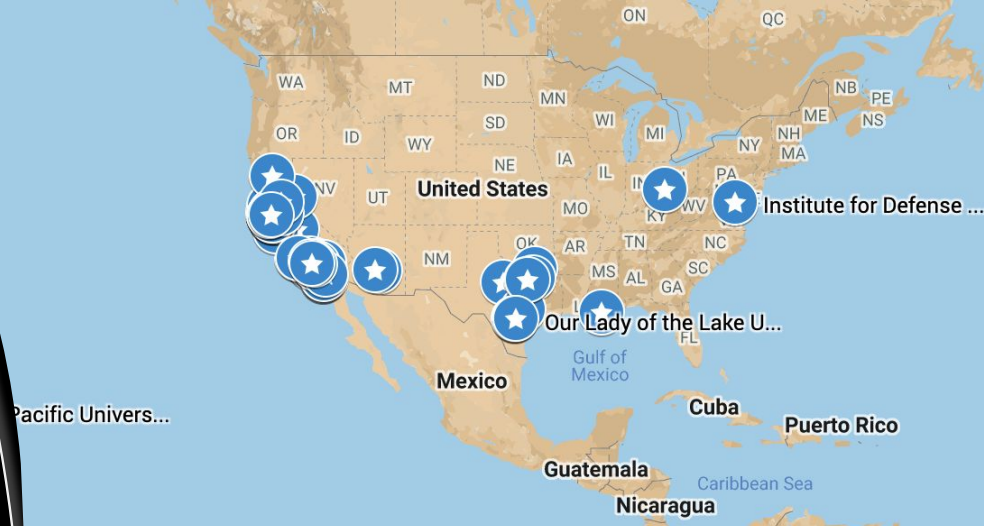 ON
QC
WA
MT
ND
MN
NB
PE
NS
ME
OR
ID
SD
WI
MI
NH
NY
MA
WY
NE
IA
IL
PA
NV
UT
United States
MO
KY
WV
Institute for Defense ...
NM
OK
AR
TN
NC
MS
AL
SC
GA
Our Lady of the Lake U...
FL
Gulf of
Mexico
Mexico
Pacific Univers...
Cuba
Puerto Rico
Guatemala
Caribbean Sea
Nicaragua